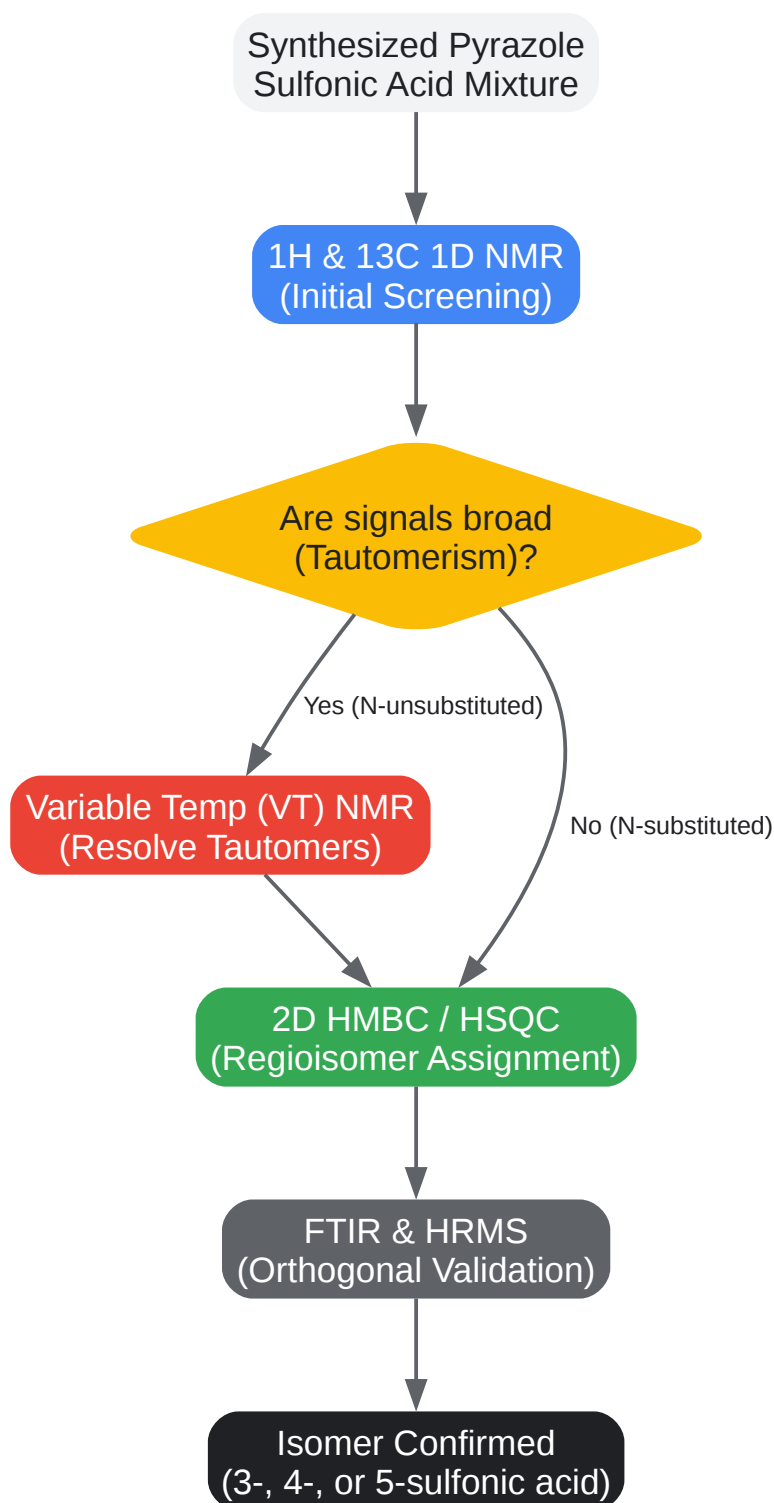 Synthesized Pyrazole
Sulfonic Acid Mixture
1H & 13C 1D NMR
(Initial Screening)
Are signals broad
(Tautomerism)?
Yes (N-unsubstituted)
Variable Temp (VT) NMR
(Resolve Tautomers)
No (N-substituted)
2D HMBC / HSQC
(Regioisomer Assignment)
FTIR & HRMS
(Orthogonal Validation)
Isomer Confirmed
(3-, 4-, or 5-sulfonic acid)